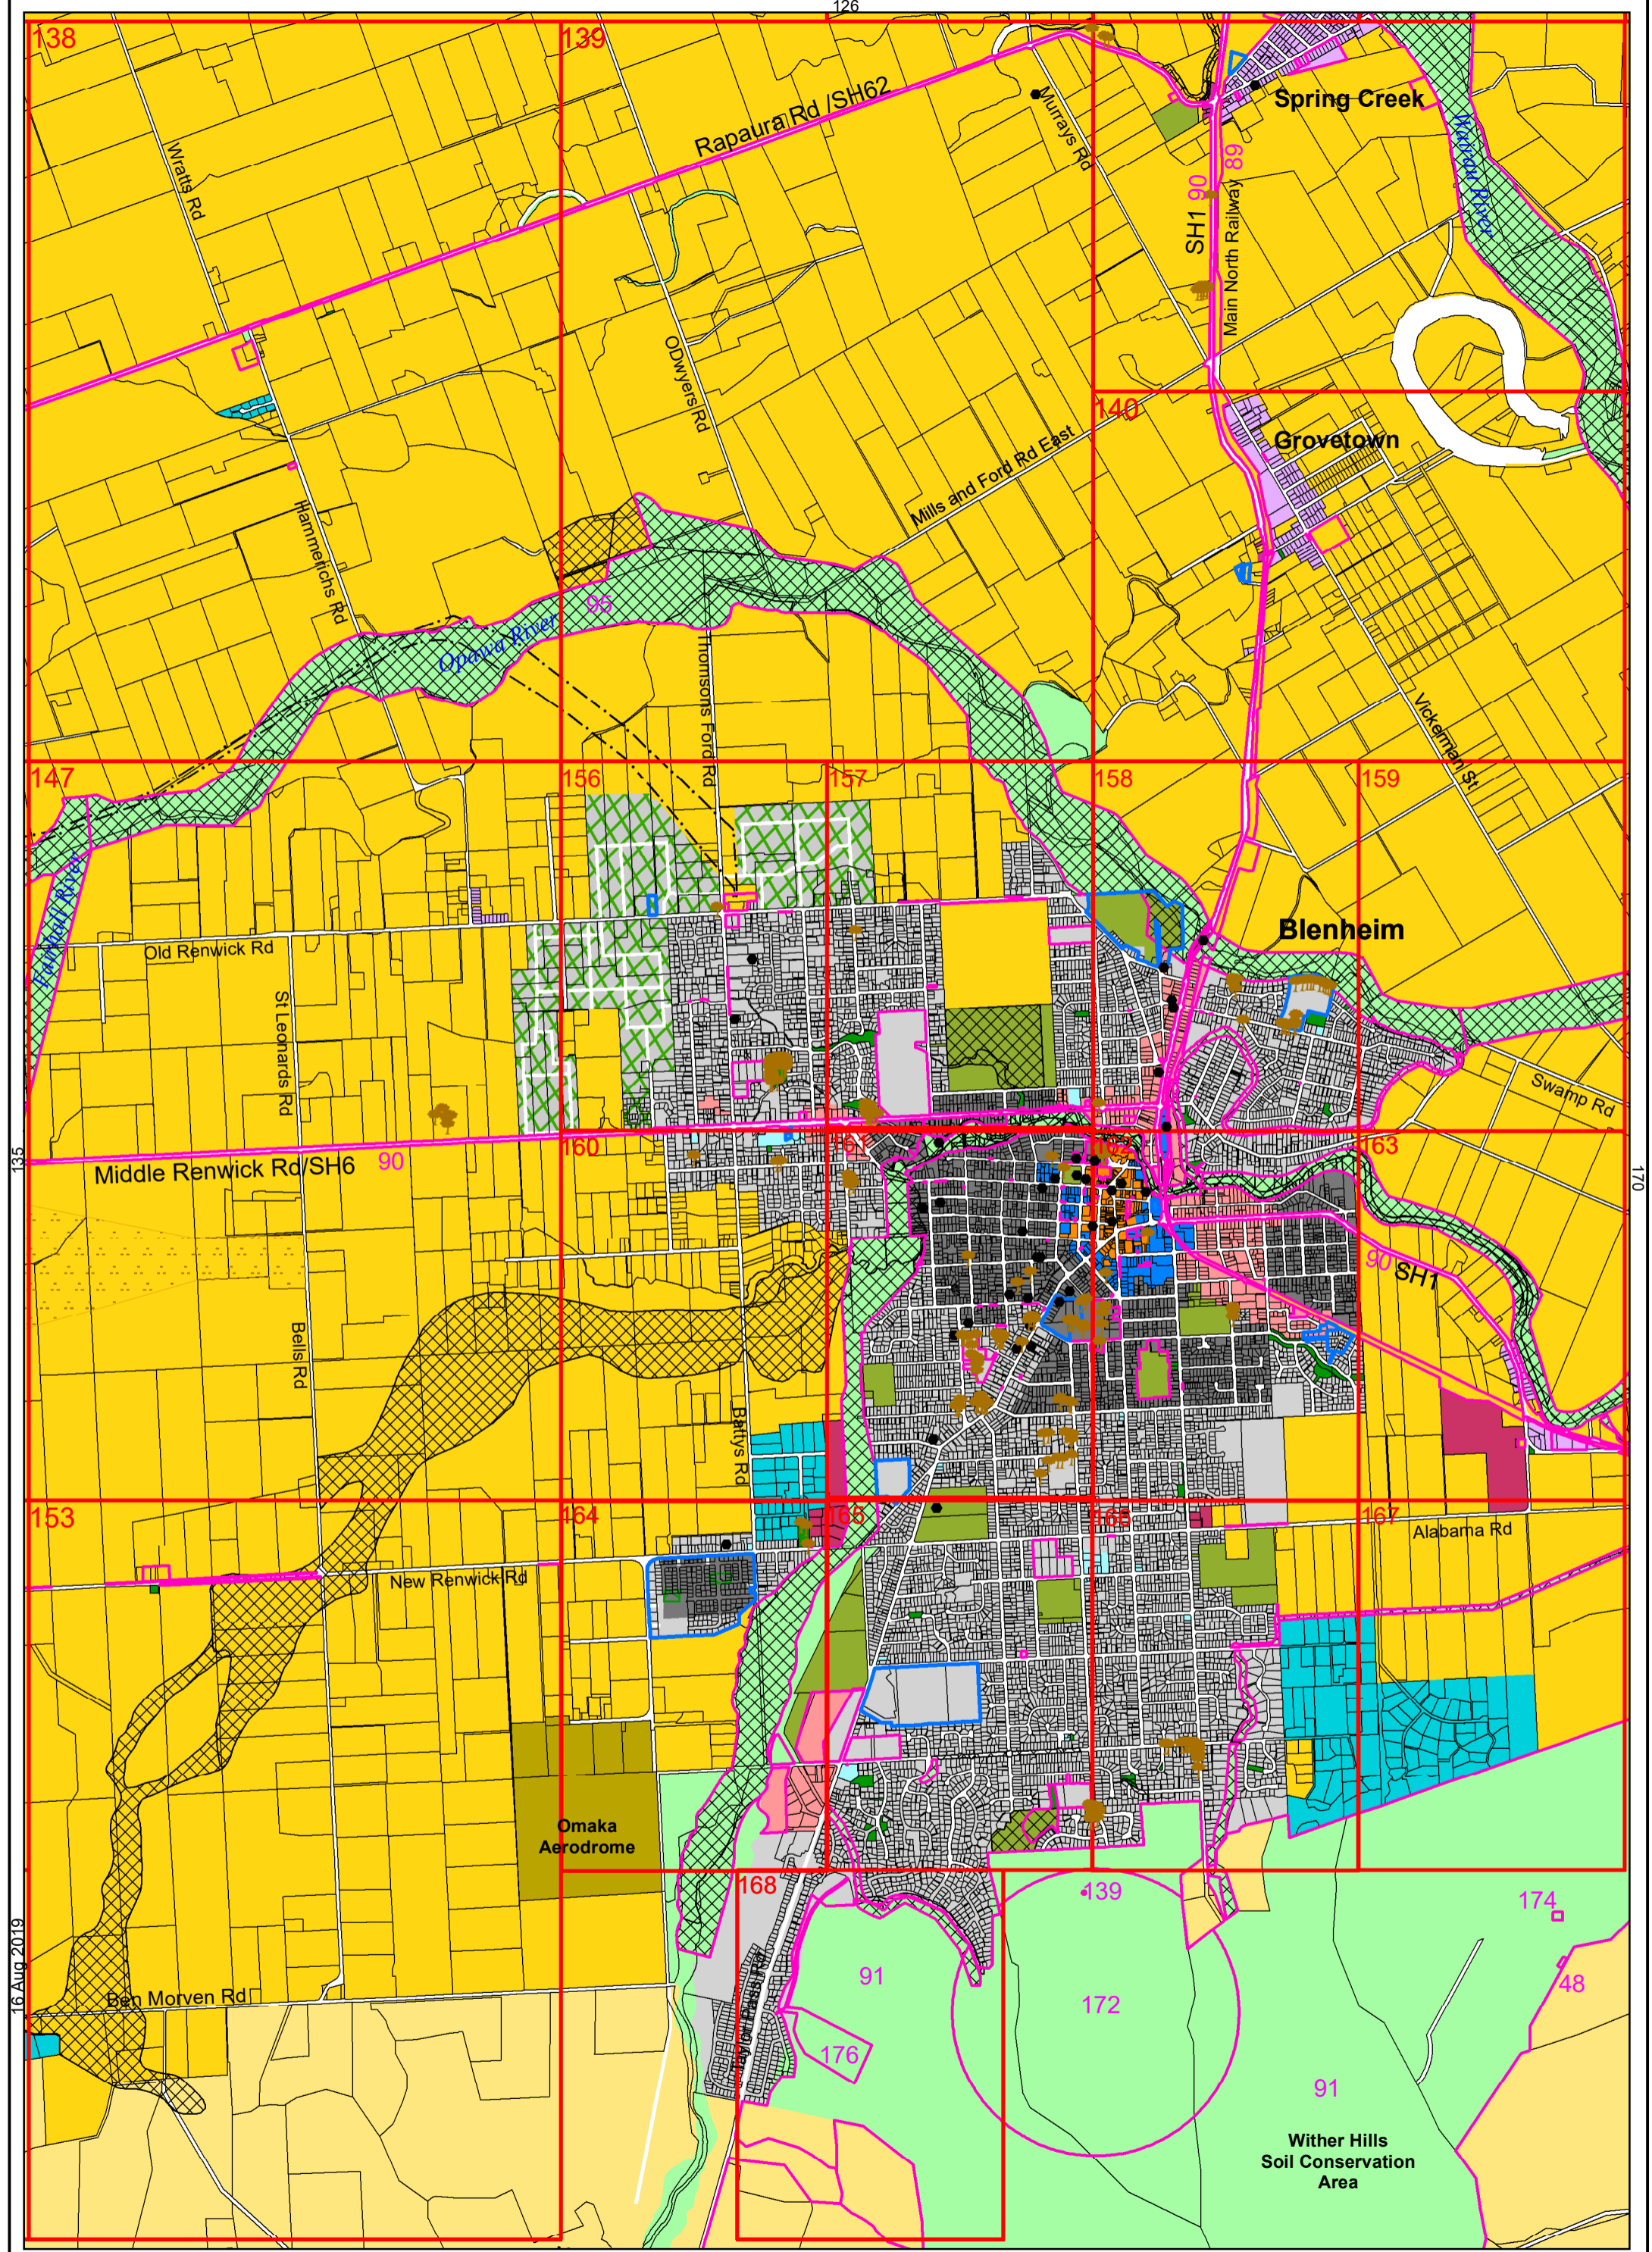 126
138
139
Spring Creek
Rapaura Rd /SH62
Murrays Rd
Wairau River
Wratts Rd
89
90
SH1
Main North Railway
ODwyers Rd
140
Grovetown
Mills and Ford Rd East
Hammerichs Rd
95
Opawa River
Thomsons Ford Rd
Vickerman St
147
156
157
158
159
Fairhall River
Old Renwick Rd
Blenheim
St Leonards Rd
Swamp Rd
135
Middle Renwick Rd/SH6
90
160
161
162
163
170
90
SH1
Bells Rd
Battys Rd
153
164
165
166
167
Alabama Rd
New Renwick Rd
Omaka
Aerodrome
168
139
174
16 Aug 2019
91
172
48
Ben Morven Rd
Taylor Pass Rd
176
91
Wither Hills
Soil Conservation
Area